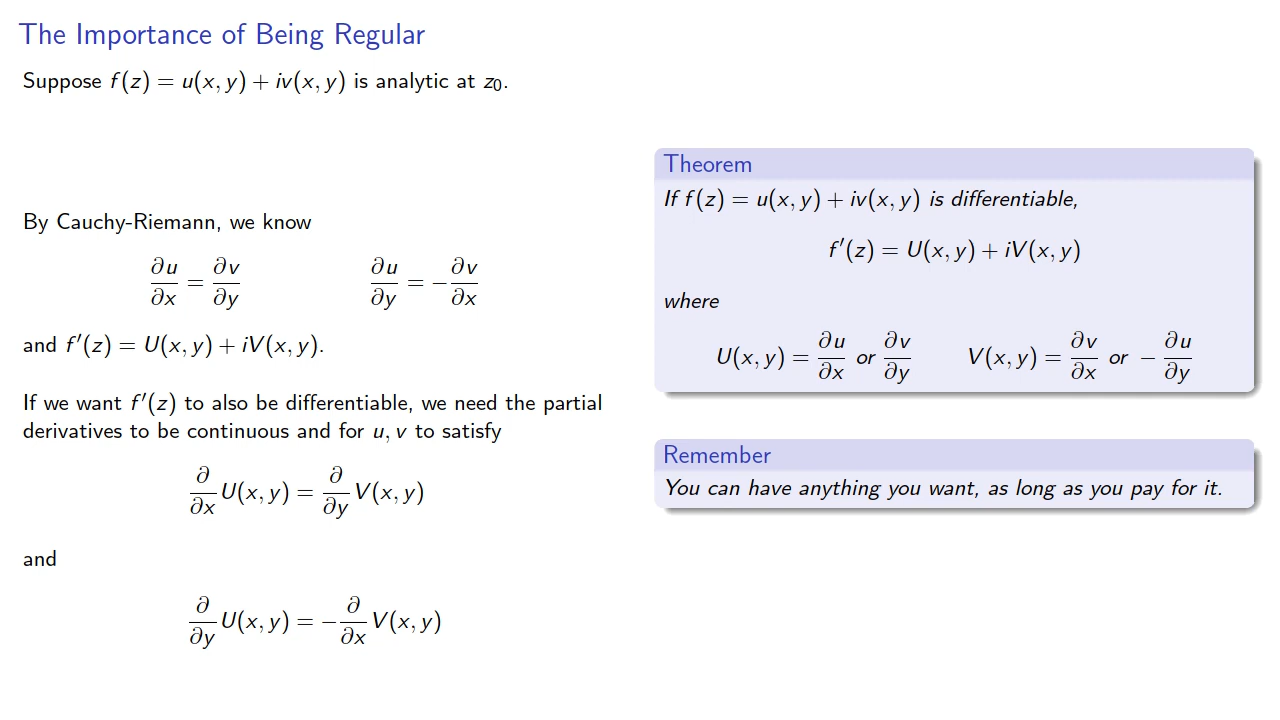 The Importance of Being Regular
Suppose f(z) = u(x, y) + iv(x, y) is analytic at z₀.
By Cauchy-Riemann, we know
∂u/∂x = ∂v/∂y    ∂u/∂y = −∂v/∂x
and f′(z) = U(x, y) + iV(x, y).
If we want f′(z) to also be differentiable, we need the partial
derivatives to be continuous and for u, v to satisfy
∂/∂x U(x, y) = ∂/∂y V(x, y)
and
∂/∂y U(x, y) = −∂/∂x V(x, y)
Theorem
If f(z) = u(x, y) + iv(x, y) is differentiable,
f′(z) = U(x, y) + iV(x, y)
where
U(x, y) = ∂u/∂x or ∂v/∂y    V(x, y) = ∂v/∂x or −∂u/∂y
Remember
You can have anything you want, as long as you pay for it.